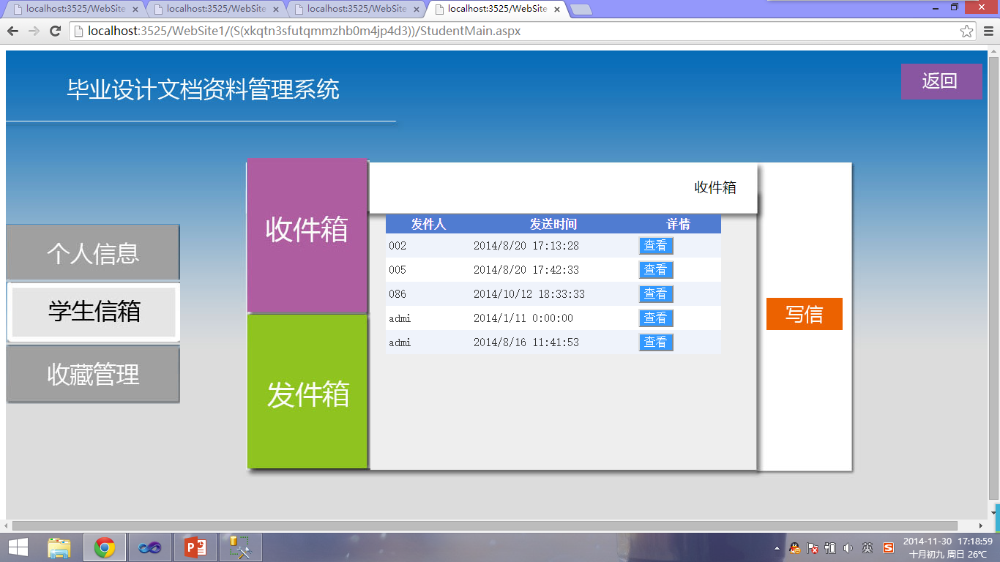 localhost:3525/WebSite
localhost:3525/WebSite
localhost:3525/WebSite
localhost:3525/WebSite
localhost:3525/WebSite1/(S(xkqtn3sfutqmmzhb0m4jp4d3))/StudentMain.aspx
毕业设计文档资料管理系统
返回
个人信息
学生信箱
收藏管理
收件箱
发件箱
收件箱
发件人 发送时间 详情
002 2014/8/20 17:13:28 查看
005 2014/8/20 17:42:33 查看
086 2014/10/12 18:33:33 查看
admi 2014/1/11 0:00:00 查看
admi 2014/8/16 11:41:53 查看
写信
英
2014-11-30 17:18:59
十月初九 周日 26℃